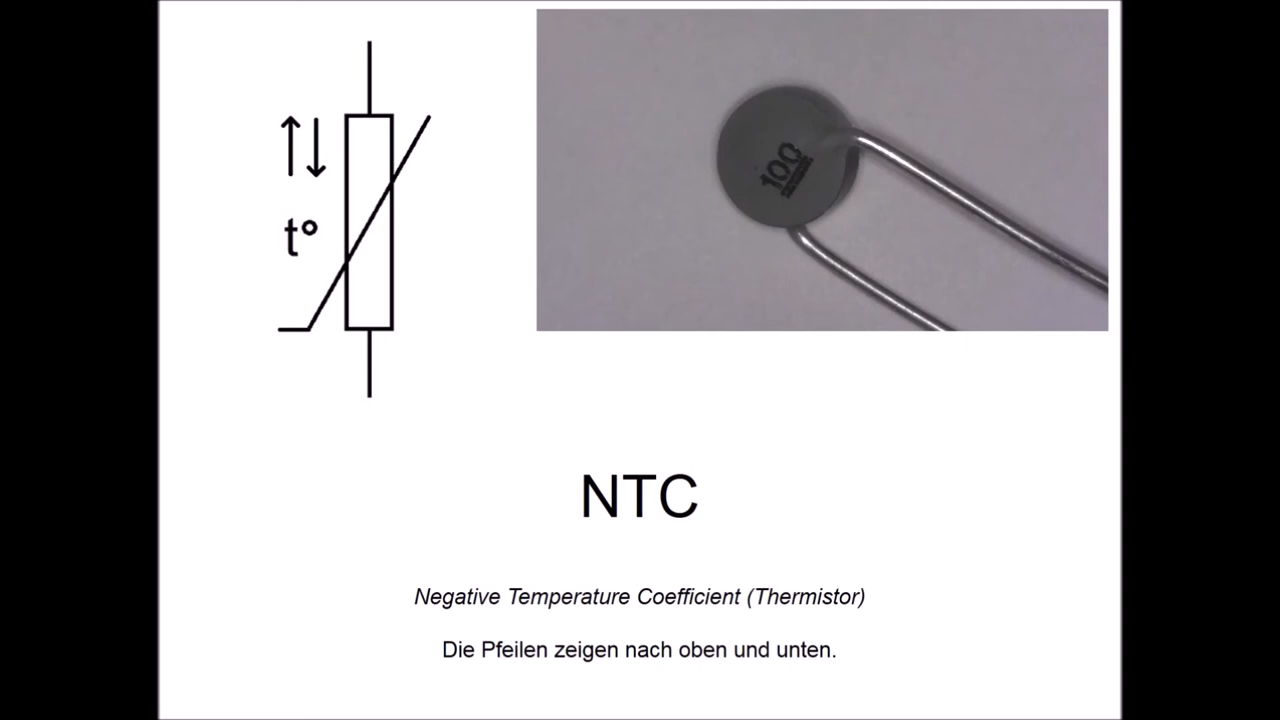 t°
100
NTC
Negative Temperature Coefficient (Thermistor)
Die Pfeilen zeigen nach oben und unten.